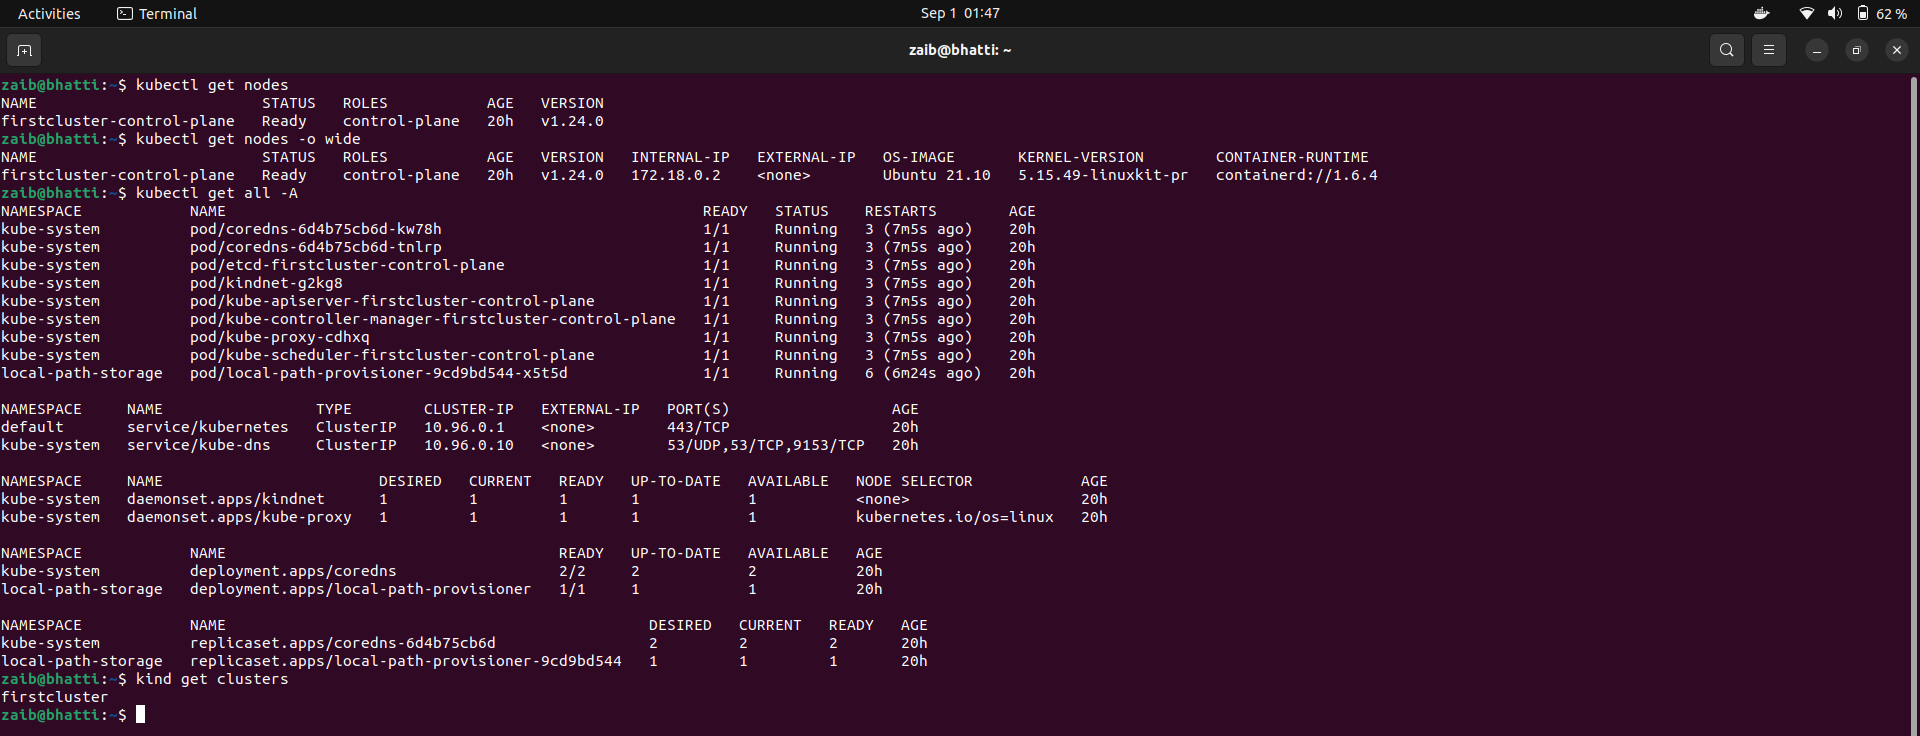 Activities Terminal Sep 1 01:47 62 %
zaib@bhatti: ~
zaib@bhatti:~$ kubectl get nodes
NAME STATUS ROLES AGE VERSION
firstcluster-control-plane Ready control-plane 20h v1.24.0
zaib@bhatti:~$ kubectl get nodes -o wide
NAME STATUS ROLES AGE VERSION INTERNAL-IP EXTERNAL-IP OS-IMAGE KERNEL-VERSION CONTAINER-RUNTIME
firstcluster-control-plane Ready control-plane 20h v1.24.0 172.18.0.2 <none> Ubuntu 21.10 5.15.49-linuxkit-pr containerd://1.6.4
zaib@bhatti:~$ kubectl get all -A
NAMESPACE NAME READY STATUS RESTARTS AGE
kube-system pod/coredns-6d4b75cb6d-kw78h 1/1 Running 3 (7m5s ago) 20h
kube-system pod/coredns-6d4b75cb6d-tnlrp 1/1 Running 3 (7m5s ago) 20h
kube-system pod/etcd-firstcluster-control-plane 1/1 Running 3 (7m5s ago) 20h
kube-system pod/kindnet-g2kg8 1/1 Running 3 (7m5s ago) 20h
kube-system pod/kube-apiserver-firstcluster-control-plane 1/1 Running 3 (7m5s ago) 20h
kube-system pod/kube-controller-manager-firstcluster-control-plane 1/1 Running 3 (7m5s ago) 20h
kube-system pod/kube-proxy-cdhxq 1/1 Running 3 (7m5s ago) 20h
kube-system pod/kube-scheduler-firstcluster-control-plane 1/1 Running 3 (7m5s ago) 20h
local-path-storage pod/local-path-provisioner-9cd9bd544-x5t5d 1/1 Running 6 (6m24s ago) 20h
NAMESPACE NAME TYPE CLUSTER-IP EXTERNAL-IP PORT(S) AGE
default service/kubernetes ClusterIP 10.96.0.1 <none> 443/TCP 20h
kube-system service/kube-dns ClusterIP 10.96.0.10 <none> 53/UDP,53/TCP,9153/TCP 20h
NAMESPACE NAME DESIRED CURRENT READY UP-TO-DATE AVAILABLE NODE SELECTOR AGE
kube-system daemonset.apps/kindnet 1 1 1 1 1 <none> 20h
kube-system daemonset.apps/kube-proxy 1 1 1 1 1 kubernetes.io/os=linux 20h
NAMESPACE NAME READY UP-TO-DATE AVAILABLE AGE
kube-system deployment.apps/coredns 2/2 2 2 20h
local-path-storage deployment.apps/local-path-provisioner 1/1 1 1 20h
NAMESPACE NAME DESIRED CURRENT READY AGE
kube-system replicaset.apps/coredns-6d4b75cb6d 2 2 2 20h
local-path-storage replicaset.apps/local-path-provisioner-9cd9bd544 1 1 1 20h
zaib@bhatti:~$ kind get clusters
firstcluster
zaib@bhatti:~$